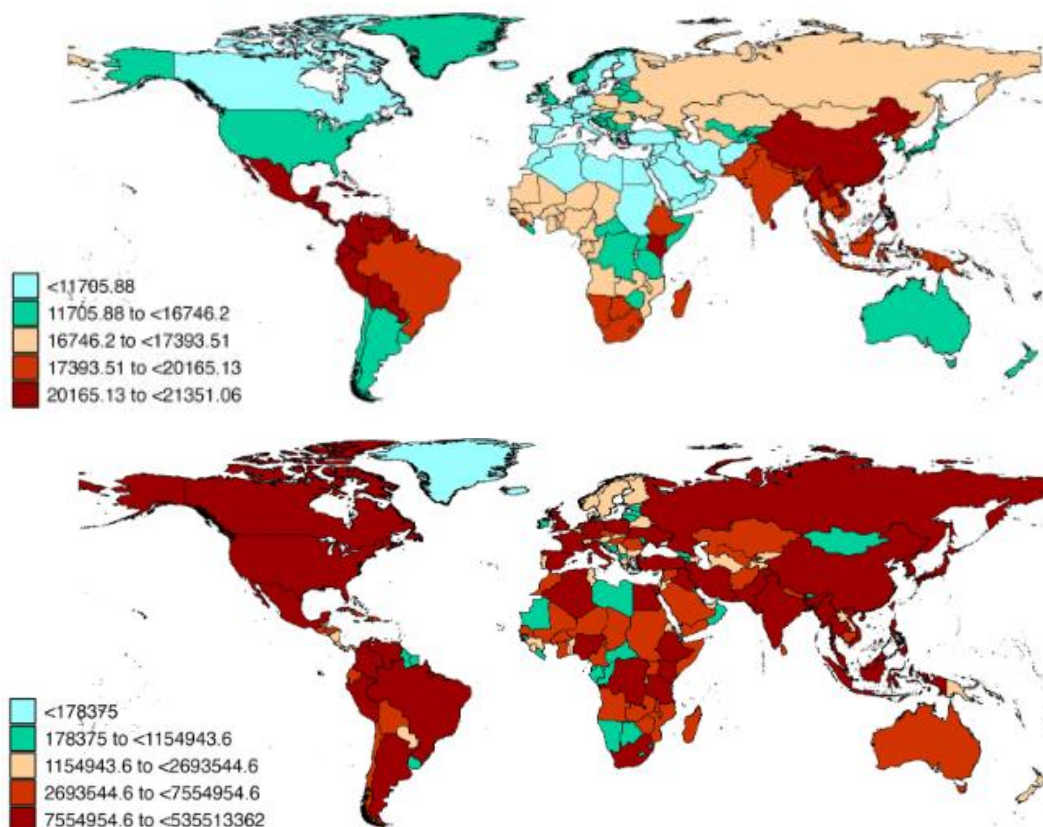 <11705.88
11705.88 to <16746.2
16746.2 to <17393.51
17393.51 to <20165.13
20165.13 to <21351.06
<178375
178375 to <1154943.6
1154943.6 to <2693544.6
2693544.6 to <7554954.6
7554954.6 to <535513362